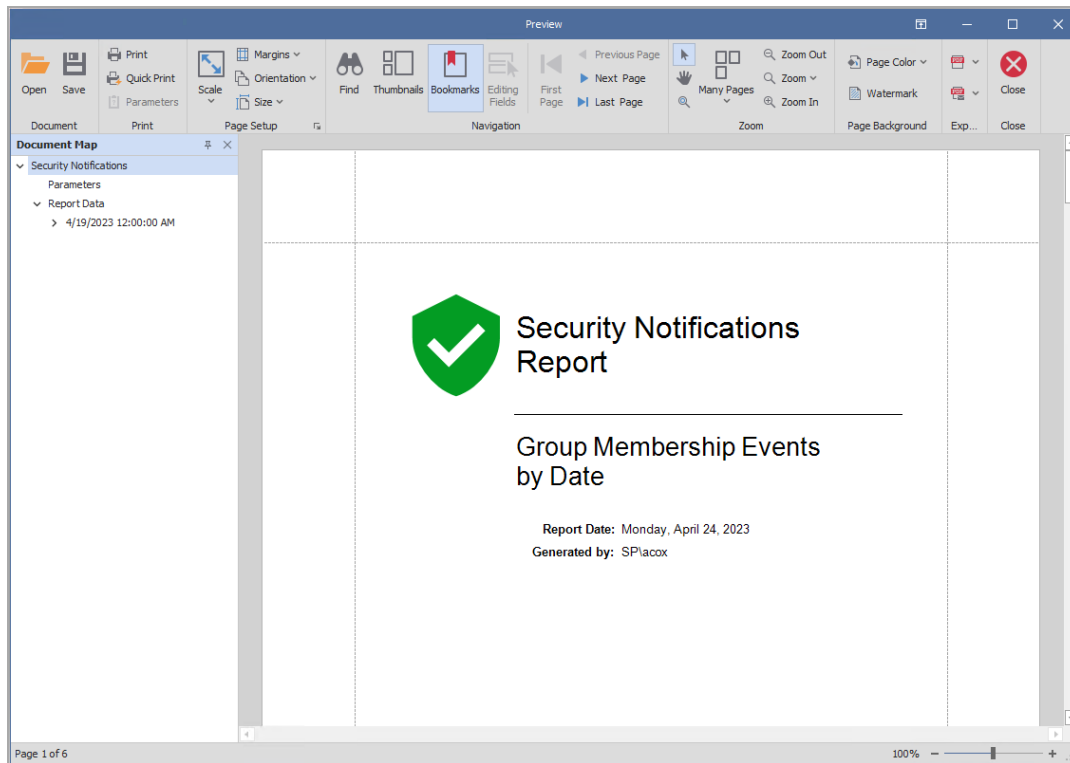 Preview
Open
Save
Document
Print
Quick Print
Parameters
Print
Scale
Margins
Orientation
Size
Page Setup
Find
Thumbnails
Bookmarks
Editing
Fields
First
Page
Previous Page
Next Page
Last Page
Navigation
Many Pages
Zoom Out
Zoom
Zoom In
Zoom
Page Color
Watermark
Page Background
Exp...
Close
Close
Document Map
Security Notifications
Parameters
Report Data
4/19/2023 12:00:00 AM
Security Notifications
Report
Group Membership Events
by Date
Report Date: Monday, April 24, 2023
Generated by: SP\acox
Page 1 of 6
100%